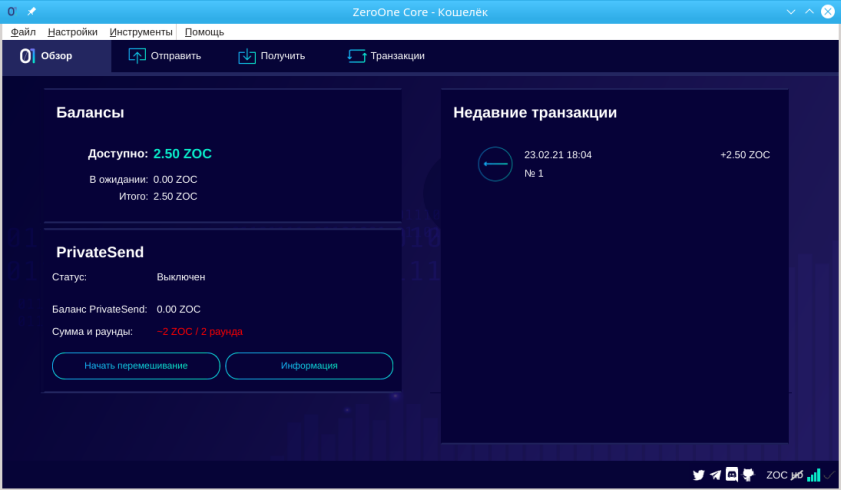 ZeroOne Core - Кошелёк
Файл Настройки Инструменты Помощь
01 Обзор Отправить Получить Транзакции
Балансы
Доступно: 2.50 ZOC
В ожидании: 0.00 ZOC
Итого: 2.50 ZOC
PrivateSend
Статус: Выключен
Баланс PrivateSend: 0.00 ZOC
Сумма и раунды: ~2 ZOC / 2 раунда
Начать перемешивание Информация
Недавние транзакции
23.02.21 18:04 +2.50 ZOC
№ 1
ZOC HD